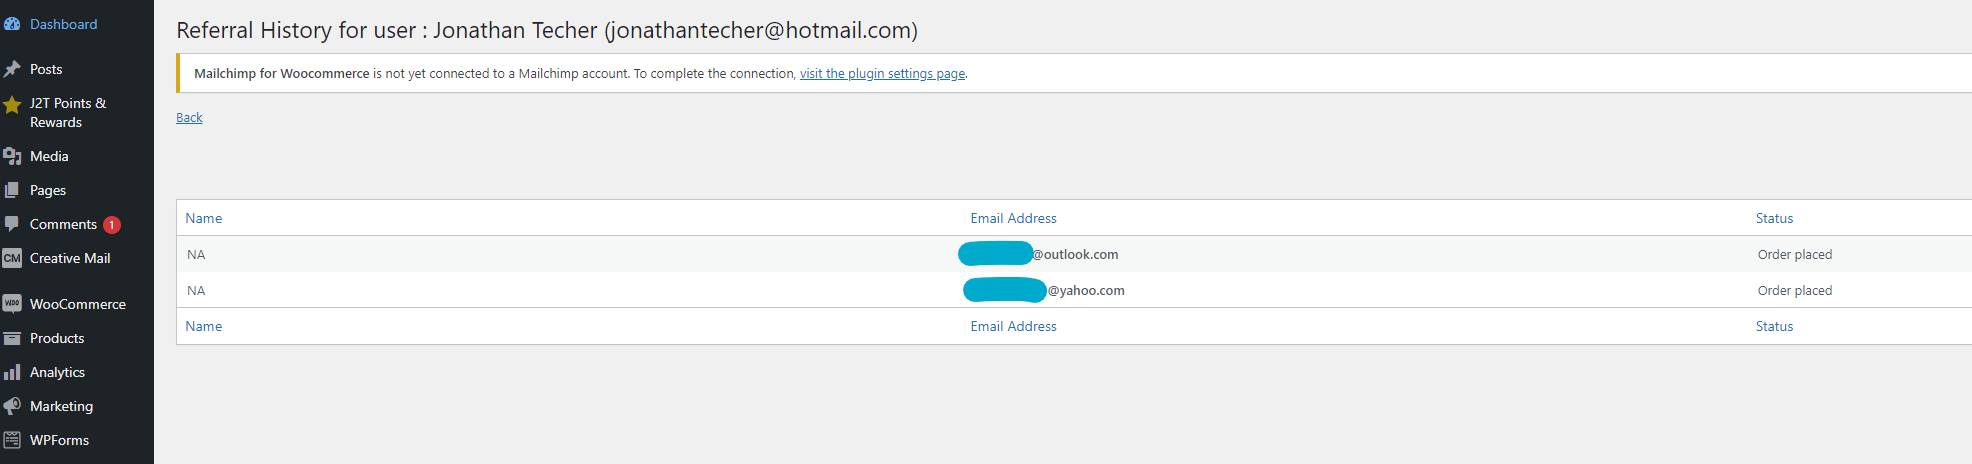 Dashboard
Posts
J2T Points &
Rewards
Media
Pages
Comments 1
CM Creative Mail
Woo WooCommerce
Products
Analytics
Marketing
WPForms
Referral History for user : Jonathan Techer (jonathantecher@hotmail.com)
Mailchimp for Woocommerce is not yet connected to a Mailchimp account. To complete the connection, visit the plugin settings page.
Back
Name Email Address Status
NA @outlook.com Order placed
NA @yahoo.com Order placed
Name Email Address Status